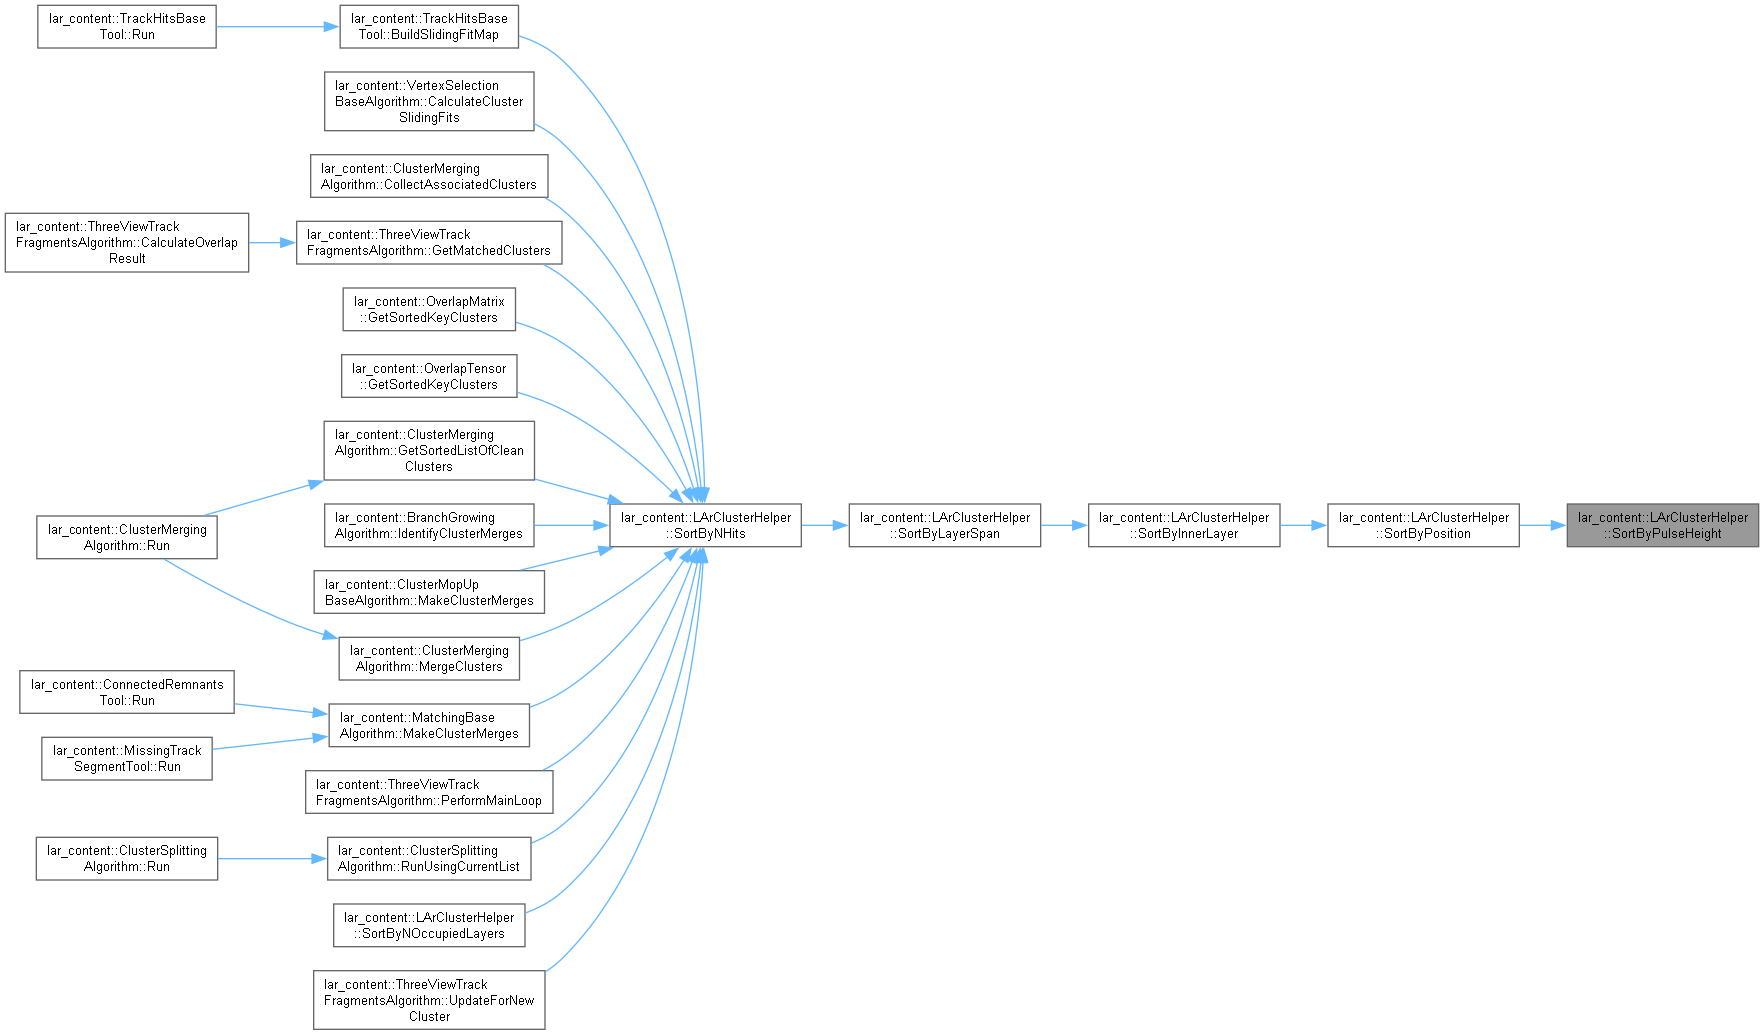 lar_content::TrackHitsBase
Tool::Run
lar_content::TrackHitsBase
Tool::BuildSlidingFitMap
lar_content::VertexSelection
BaseAlgorithm::CalculateCluster
SlidingFits
lar_content::ClusterMerging
Algorithm::CollectAssociatedClusters
lar_content::ThreeViewTrack
FragmentsAlgorithm::CalculateOverlap
Result
lar_content::ThreeViewTrack
FragmentsAlgorithm::GetMatchedClusters
lar_content::OverlapMatrix
::GetSortedKeyClusters
lar_content::OverlapTensor
::GetSortedKeyClusters
lar_content::ClusterMerging
Algorithm::GetSortedListOfClean
Clusters
lar_content::ClusterMerging
Algorithm::Run
lar_content::BranchGrowing
Algorithm::IdentifyClusterMerges
lar_content::LArClusterHelper
::SortByNHits
lar_content::LArClusterHelper
::SortByLayerSpan
lar_content::LArClusterHelper
::SortByInnerLayer
lar_content::LArClusterHelper
::SortByPosition
lar_content::LArClusterHelper
::SortByPulseHeight
lar_content::ClusterMopUp
BaseAlgorithm::MakeClusterMerges
lar_content::ClusterMerging
Algorithm::MergeClusters
lar_content::ConnectedRemnants
Tool::Run
lar_content::MatchingBase
Algorithm::MakeClusterMerges
lar_content::MissingTrack
SegmentTool::Run
lar_content::ThreeViewTrack
FragmentsAlgorithm::PerformMainLoop
lar_content::ClusterSplitting
Algorithm::Run
lar_content::ClusterSplitting
Algorithm::RunUsingCurrentList
lar_content::LArClusterHelper
::SortByNOccupiedLayers
lar_content::ThreeViewTrack
FragmentsAlgorithm::UpdateForNew
Cluster